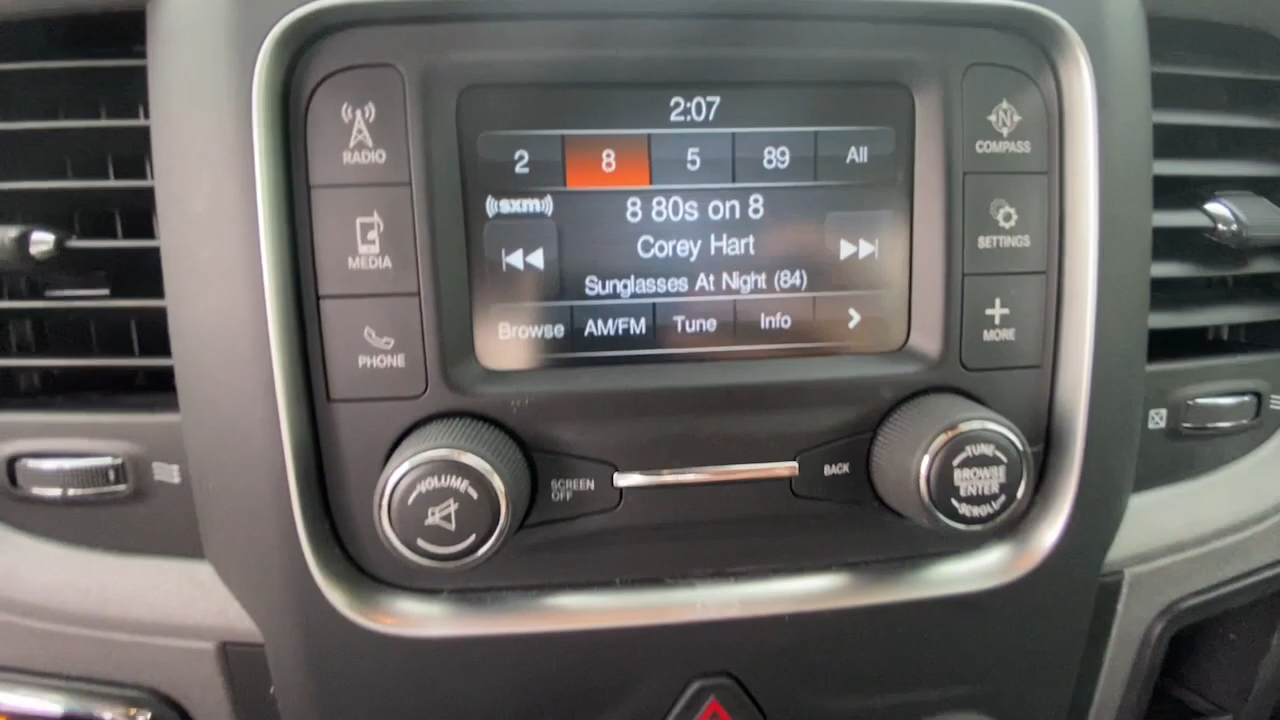 2:07
2 8 5 89 All
((sxm)) 8 80s on 8
Corey Hart
Sunglasses At Night (84)
Browse AM/FM Tune Info >
RADIO
MEDIA
PHONE
N
COMPASS
SETTINGS
+
MORE
VOLUME
SCREEN
OFF
BACK
TUNE
BROWSE
ENTER
SCROLL